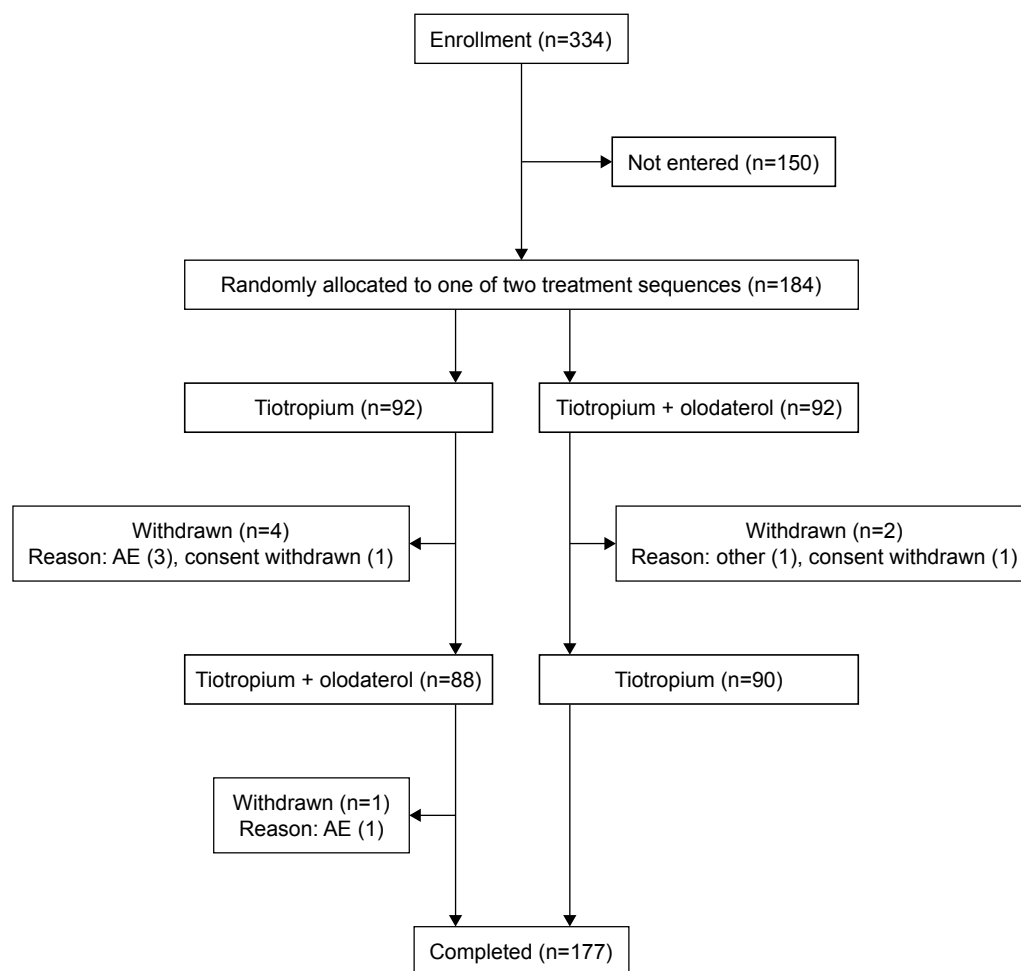 Enrollment (n=334)
Not entered (n=150)
Randomly allocated to one of two treatment sequences (n=184)
Tiotropium (n=92)
Tiotropium + olodaterol (n=92)
Withdrawn (n=4)
Reason: AE (3), consent withdrawn (1)
Withdrawn (n=2)
Reason: other (1), consent withdrawn (1)
Tiotropium + olodaterol (n=88)
Tiotropium (n=90)
Withdrawn (n=1)
Reason: AE (1)
Completed (n=177)